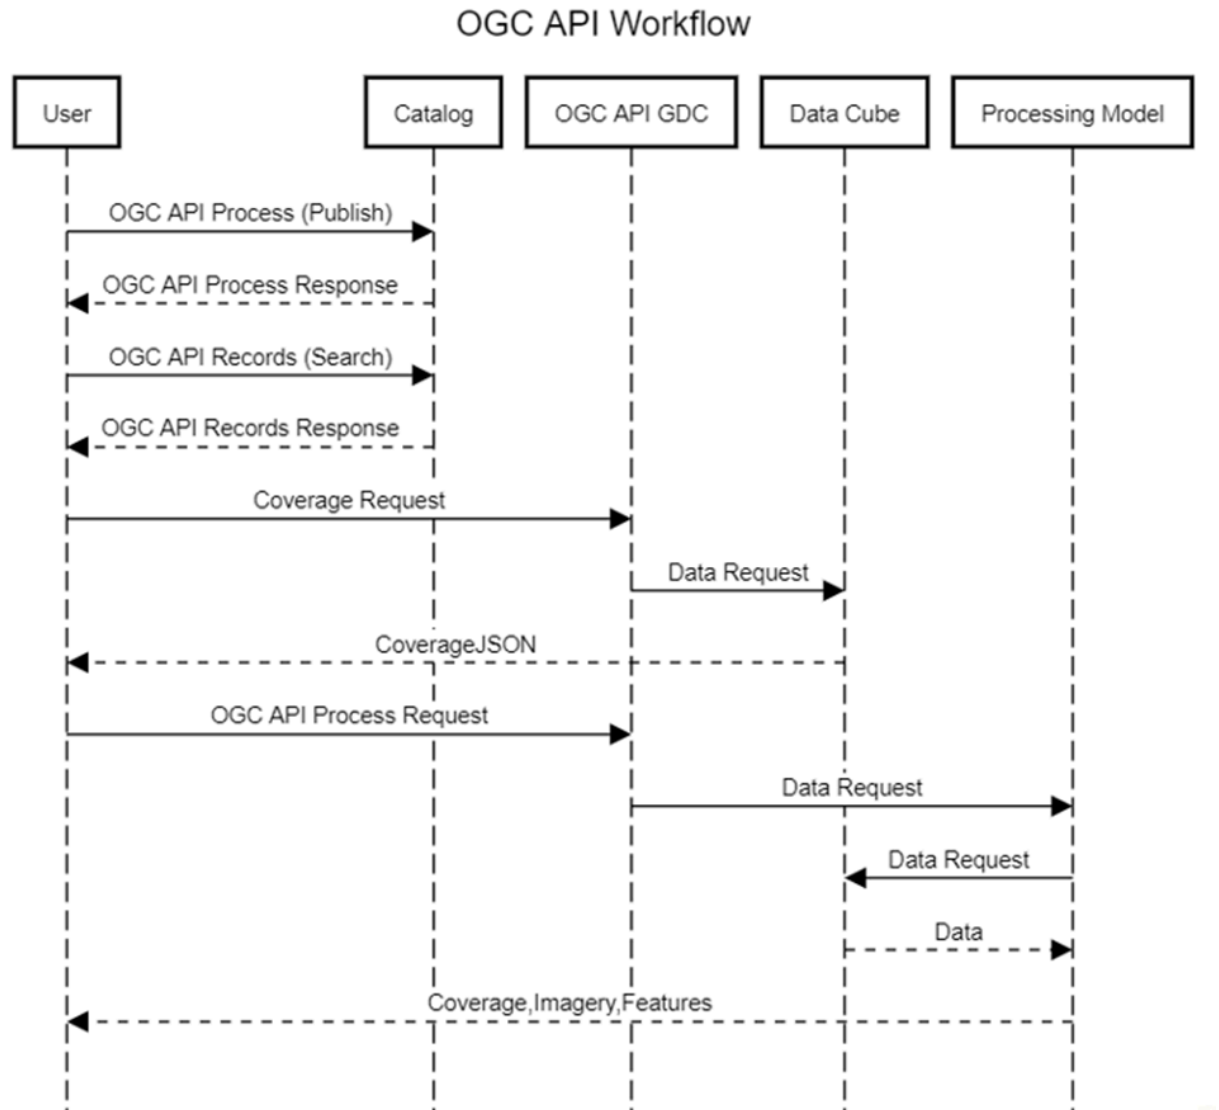 OGC API Workflow
User
Catalog
OGC API GDC
Data Cube
Processing Model
OGC API Process (Publish)
OGC API Process Response
OGC API Records (Search)
OGC API Records Response
Coverage Request
Data Request
CoverageJSON
OGC API Process Request
Data Request
Data Request
Data
Coverage,Imagery,Features